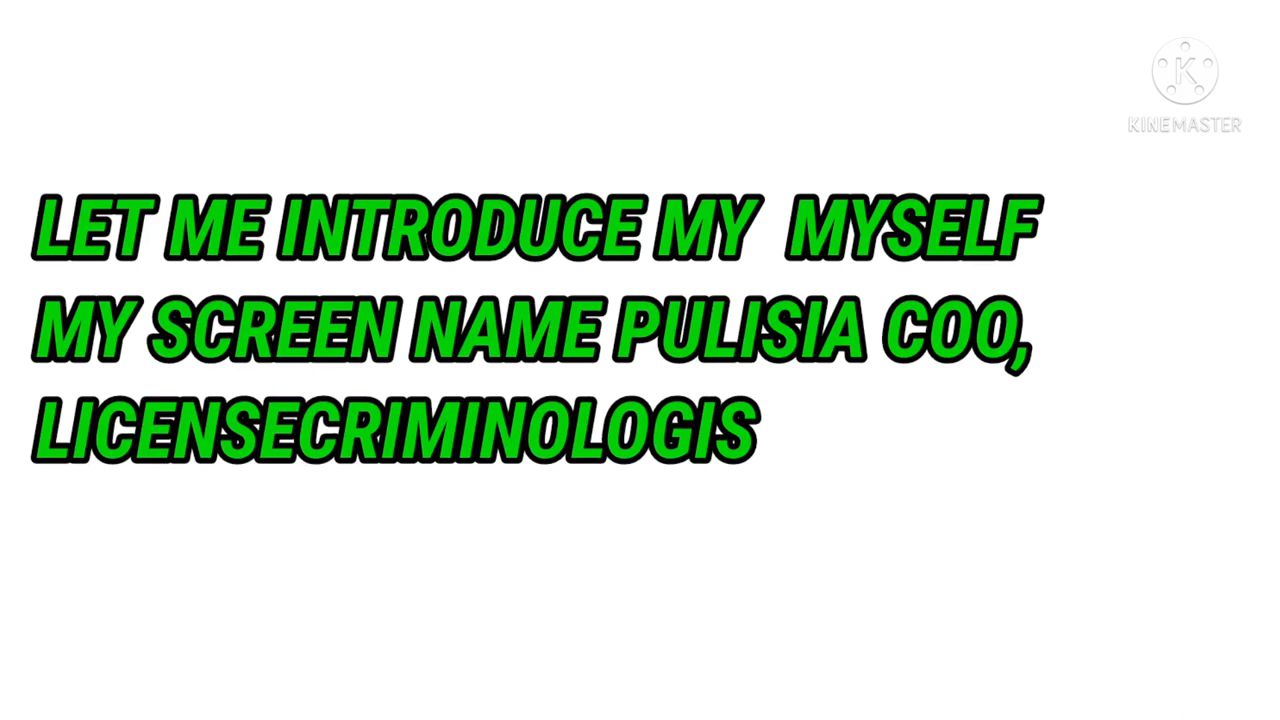 KINEMASTER
LET ME INTRODUCE MY MYSELF
MY SCREEN NAME PULISIA COO,
LICENSECRIMINOLOGIS